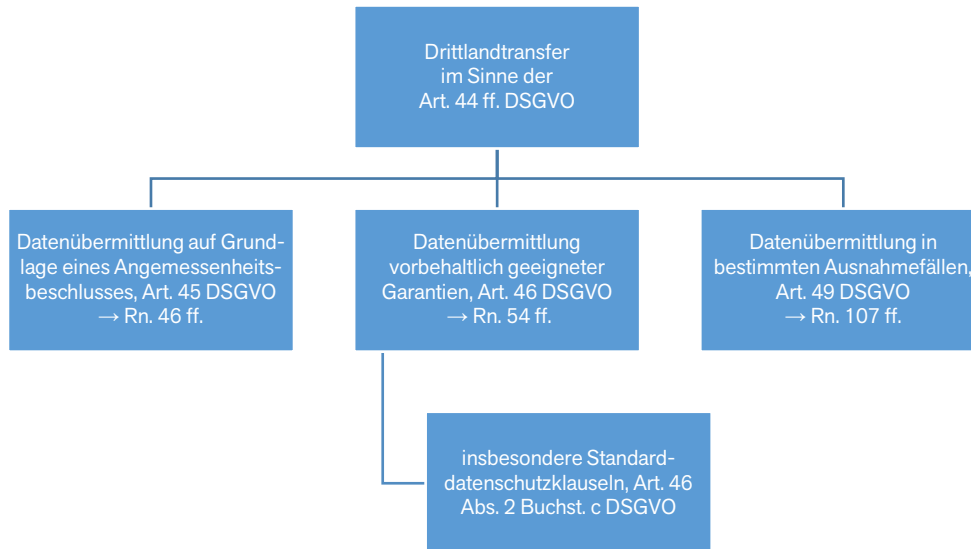 Drittlandtransfer
im Sinne der
Art. 44 ff. DSGVO
Datenübermittlung auf Grund-
lage eines Angemessenheits-
beschlusses, Art. 45 DSGVO
→ Rn. 46 ff.
Datenübermittlung
vorbehaltlich geeigneter
Garantien, Art. 46 DSGVO
→ Rn. 54 ff.
Datenübermittlung in
bestimmten Ausnahmefällen,
Art. 49 DSGVO
→ Rn. 107 ff.
insbesondere Standard-
datenschutzklauseln, Art. 46
Abs. 2 Buchst. c DSGVO